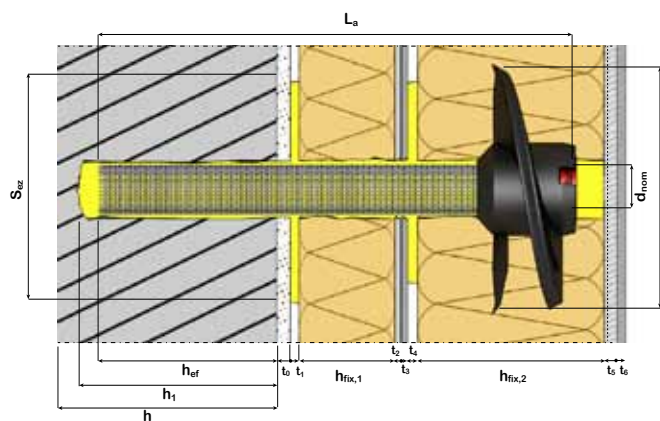 La
Sez
dnom
hef
t0
t1
hfix,1
t2
t3
t4
hfix,2
t5
t6
h1
h